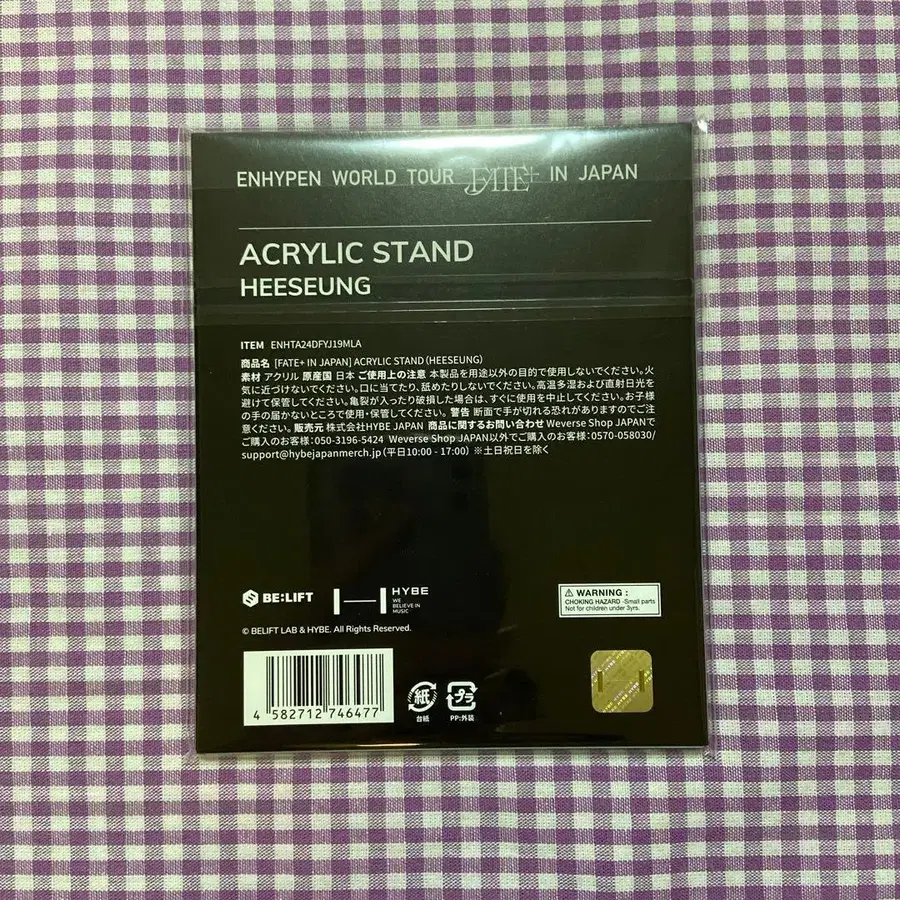 ENHYPEN WORLD TOUR FATE+ IN JAPAN
ACRYLIC STAND
HEESEUNG
ITEM ENHTA24DFYJ19MLA
商品名 [FATE+ IN JAPAN] ACRYLIC STAND (HEESEUNG)
素材 アクリル 原産国 日本 ご使用上の注意 本製品を用途以外の目的で使用しないでください。火
気に近づけないでください。口に当てたり、舐めたりしないでください。高温多湿および直射日光を
避けて保管してください。亀裂が入ったり破損した場合は、すぐに使用を中止してください。お子様
の手の届かないところで使用・保管してください。 警告 断面で手が切れる恐れがありますのでご注
意ください。販売元 株式会社HYBE JAPAN 商品に関するお問い合わせ Weverse Shop JAPANで
ご購入のお客様:050-3196-5424 Weverse Shop JAPAN以外でご購入のお客様:0570-058030/
support@hybejapanmerch.jp (平日10:00 - 17:00) ※土日祝日を除く
BE:LIFT
HYBE
WE
BELIEVE IN
MUSIC
WARNING :
CHOKING HAZARD -Small parts
Not for children under 3yrs.
© BELIFT LAB & HYBE. All Rights Reserved.
4 582712 746477
紙
台紙
プラ
PP:外装